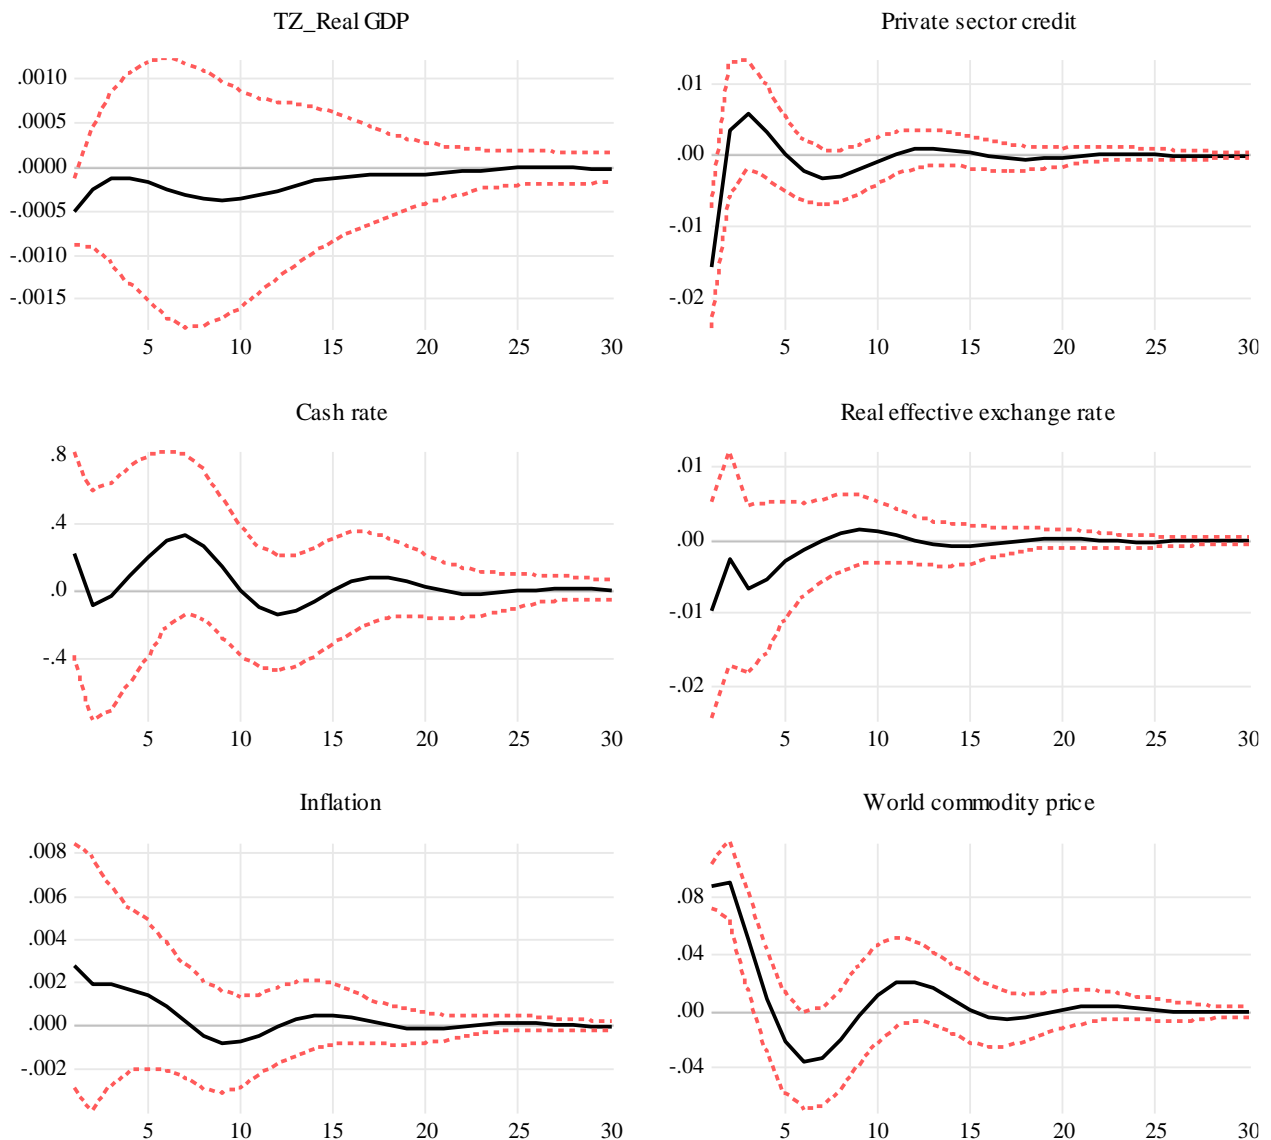 TZ_Real GDP
.0010
.0005
.0000
-.0005
-.0010
-.0015
5 10 15 20 25 30
Private sector credit
.01
.00
-.01
-.02
5 10 15 20 25 30
Cash rate
.8
.4
.0
-.4
5 10 15 20 25 30
Real effective exchange rate
.01
.00
-.01
-.02
5 10 15 20 25 30
Inflation
.008
.006
.004
.002
.000
-.002
5 10 15 20 25 30
World commodity price
.08
.04
.00
-.04
5 10 15 20 25 30